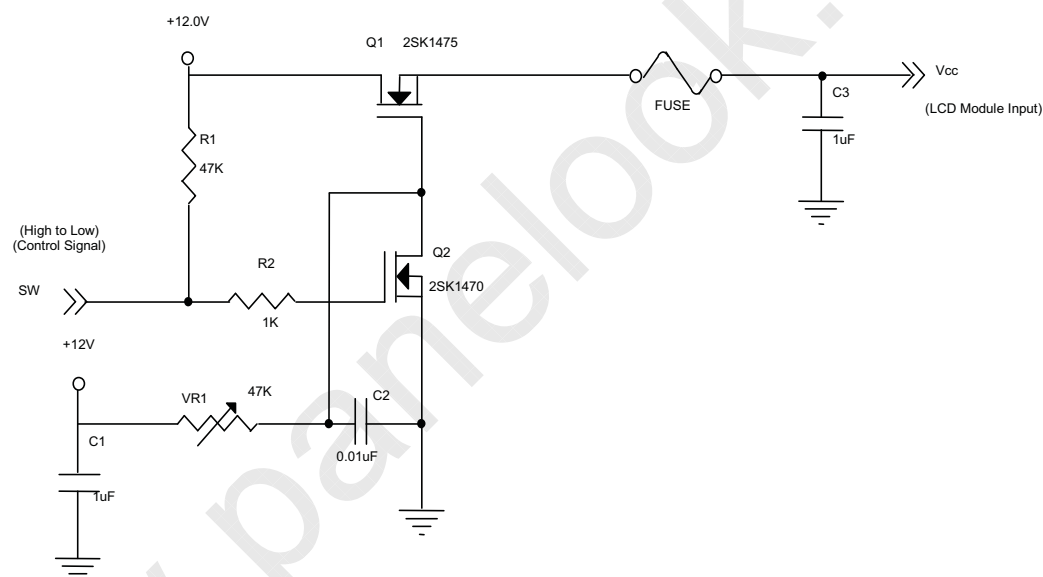 +12.0V
Q1 2SK1475
Vcc
C3
FUSE
(LCD Module Input)
R1
1uF
47K
(High to Low)
(Control Signal)
Q2
R2
SW
2SK1470
1K
+12V
VR1
47K
C2
C1
0.01uF
1uF
panelook.